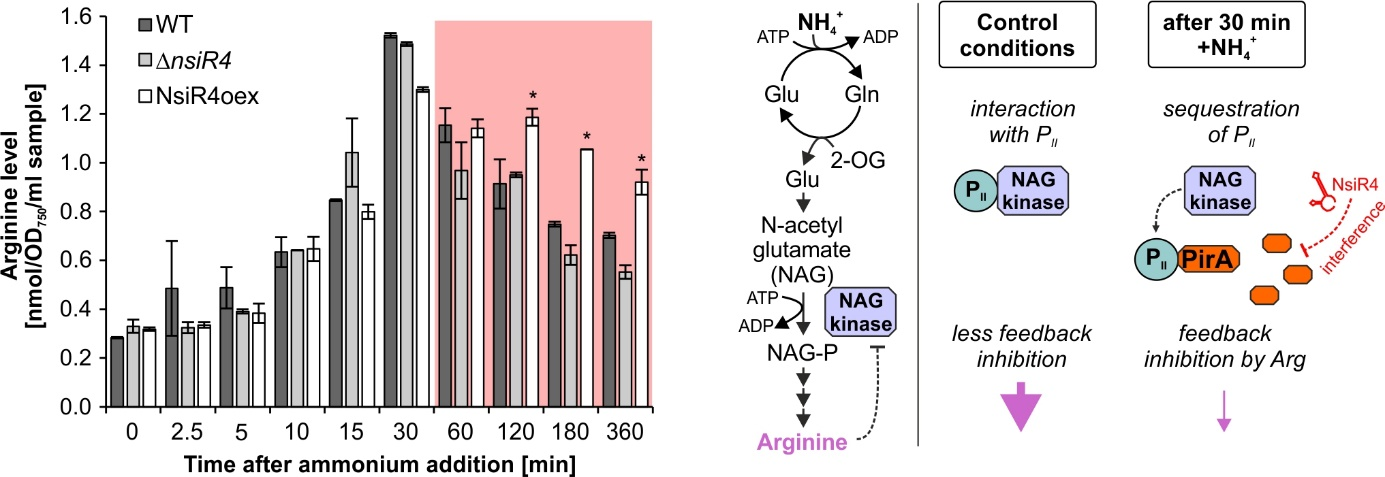 Arginine level
[nmol/OD750/ml sample]
1.6
1.4
1.2
1.0
0.8
0.6
0.4
0.2
0.0
WT
ΔnsiR4
NsiR4oex
*
*
*
0 2.5 5 10 15 30 60 120 180 360
Time after ammonium addition [min]
NH4+
ATP ADP
Glu Gln
2-OG
Glu
N-acetyl
glutamate
(NAG)
ATP
ADP
NAG
kinase
NAG-P
Arginine
Control
conditions
interaction
with PII
PII
NAG
kinase
less feedback
inhibition
after 30 min
+NH4+
sequestration
of PII
NAG
kinase
PII
PirA
NsiR4
interference
feedback
inhibition by Arg